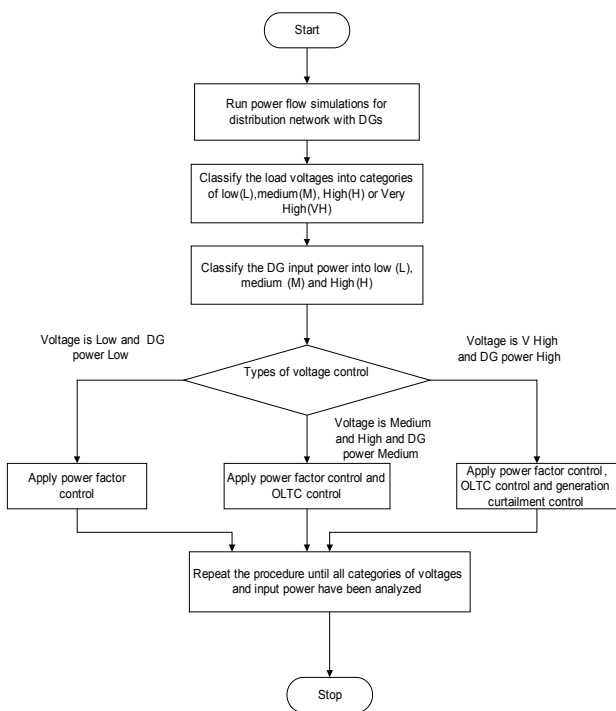 Start
Run power flow simulations for
distribution network with DGs
Classify the load voltages into categories
of low(L),medium(M), High(H) or Very
High(VH)
Classify the DG input power into low (L),
medium (M) and High(H)
Voltage is Low and DG
power Low
Types of voltage control
Voltage is V High
and DG power High
Voltage is Medium
and High and DG
power Medium
Apply power factor
control
Apply power factor control and
OLTC control
Apply power factor control,
OLTC control and generation
curtailment control
Repeat the procedure until all categories of voltages
and input power have been analyzed
Stop